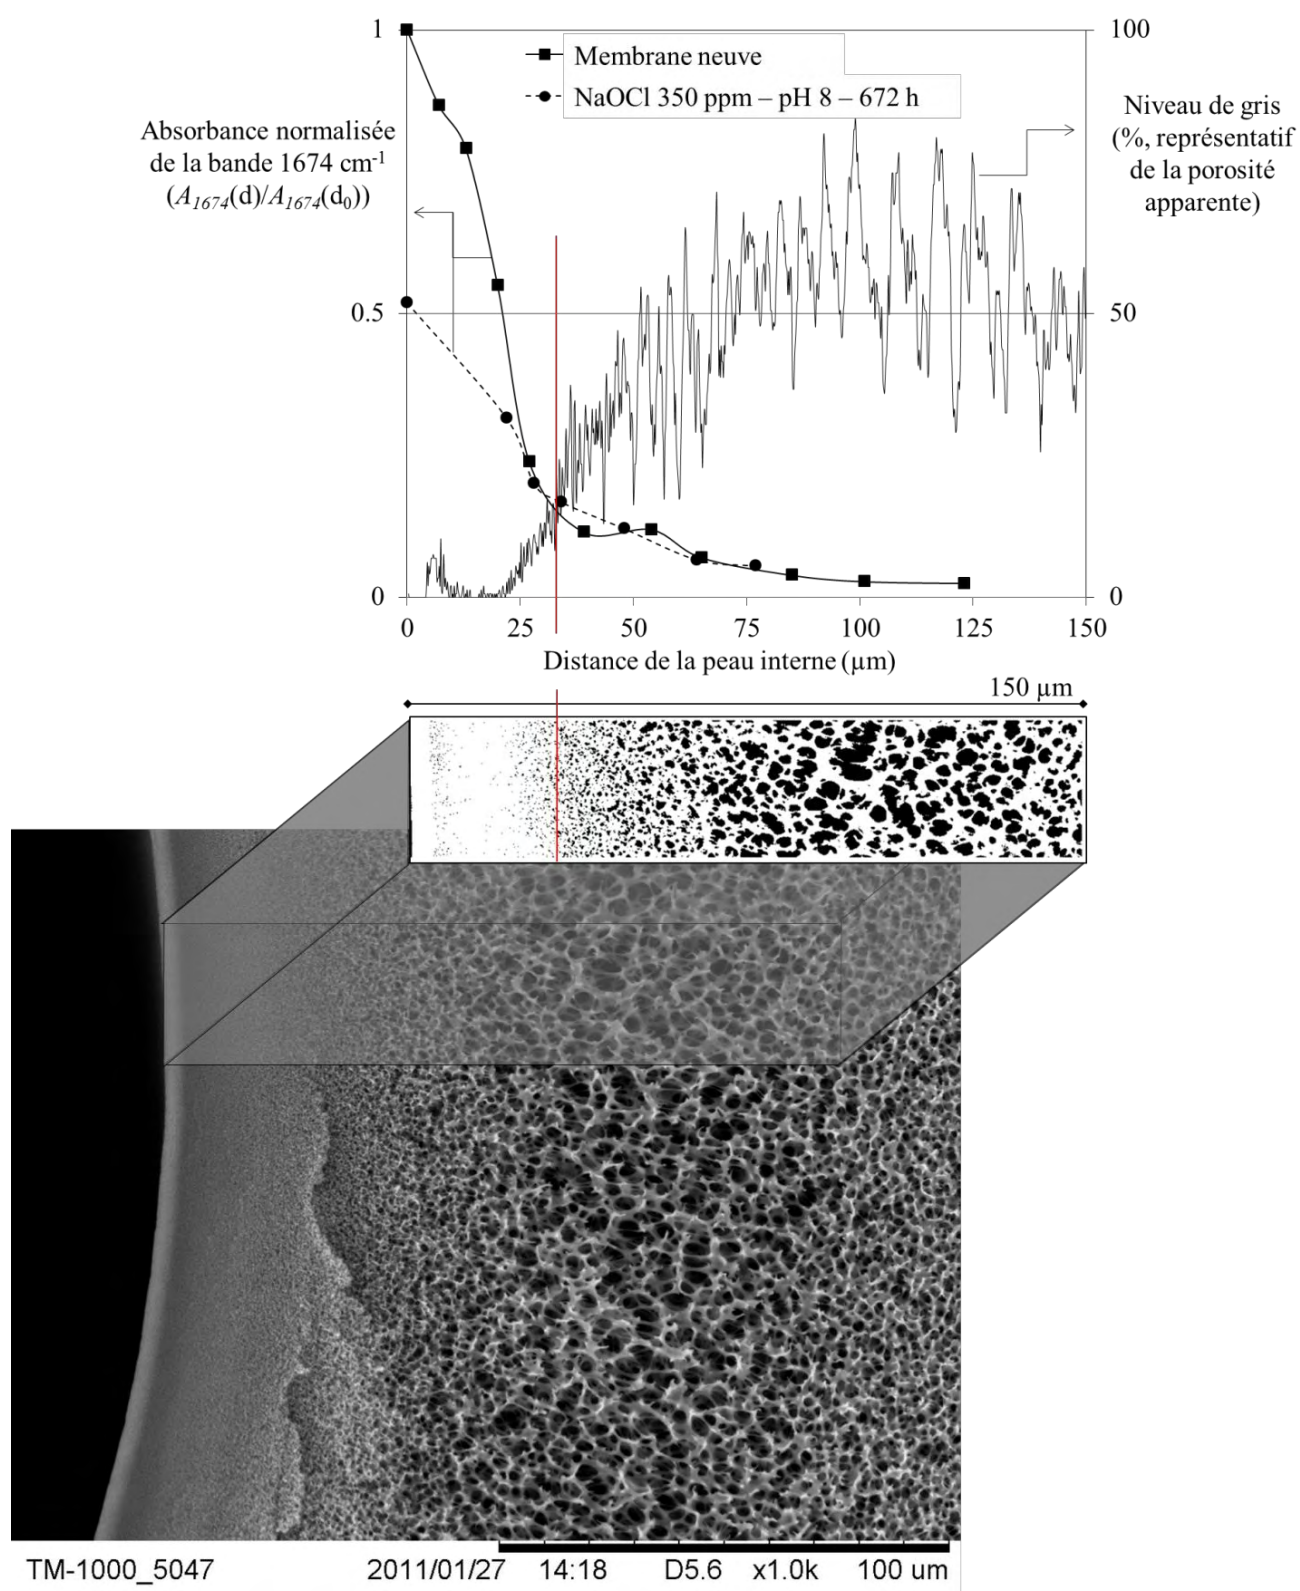 1
100
Membrane neuve
NaOCl 350 ppm – pH 8 – 672 h
Absorbance normalisée
de la bande 1674 cm-1
(A1674(d)/A1674(d0))
Niveau de gris
(%, représentatif
de la porosité
apparente)
0.5
50
0
0
0 25 50 75 100 125 150
Distance de la peau interne (µm)
150 µm
TM-1000_5047 2011/01/27 14:18 D5.6 x1.0k 100 um